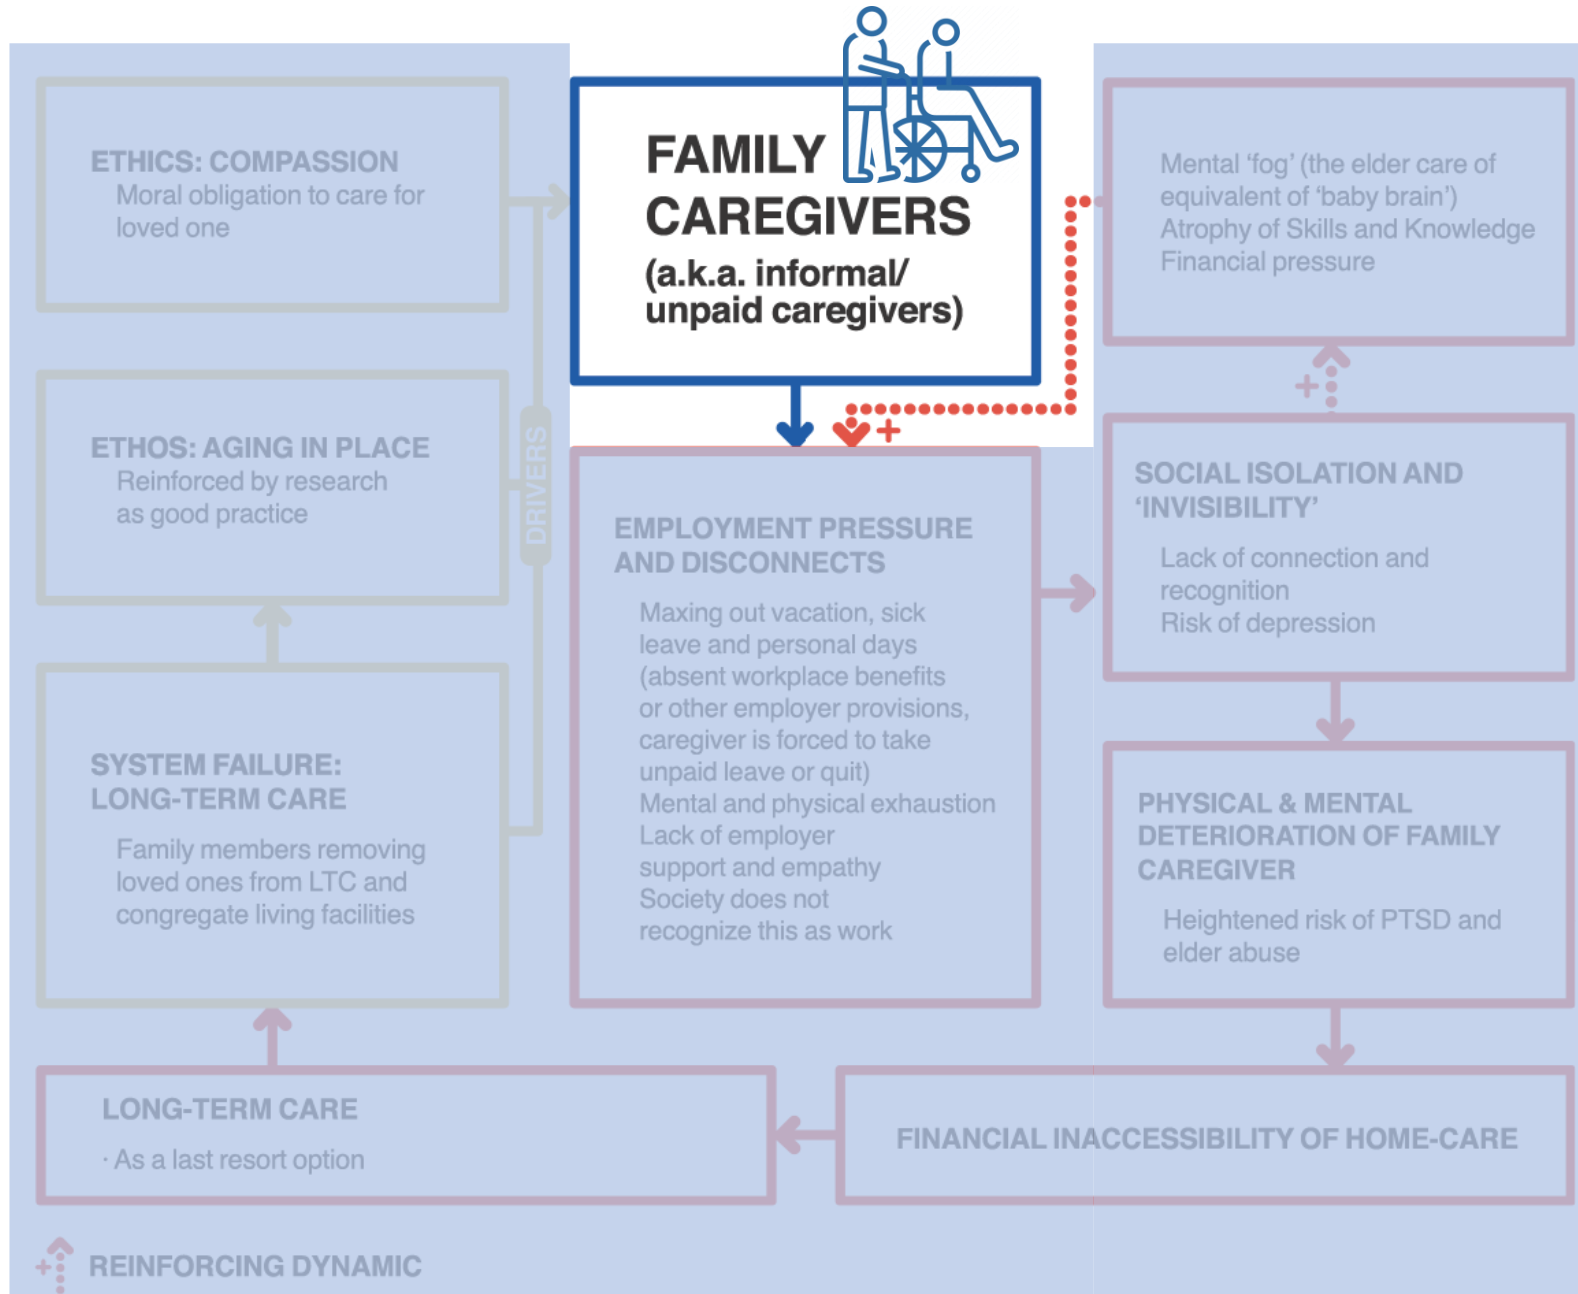 ETHICS: COMPASSION
Moral obligation to care for
loved one
ETHOS: AGING IN PLACE
Reinforced by research
as good practice
SYSTEM FAILURE:
LONG-TERM CARE
Family members removing
loved ones from LTC and
congregate living facilities
DRIVERS
FAMILY
CAREGIVERS
(a.k.a. informal/
unpaid caregivers)
+
EMPLOYMENT PRESSURE
AND DISCONNECTS
Maxing out vacation, sick
leave and personal days
(absent workplace benefits
or other employer provisions,
caregiver is forced to take
unpaid leave or quit)
Mental and physical exhaustion
Lack of employer
support and empathy
Society does not
recognize this as work
Mental ‘fog’ (the elder care of
equivalent of ‘baby brain’)
Atrophy of Skills and Knowledge
Financial pressure
+
SOCIAL ISOLATION AND
‘INVISIBILITY’
Lack of connection and
recognition
Risk of depression
PHYSICAL & MENTAL
DETERIORATION OF FAMILY
CAREGIVER
Heightened risk of PTSD and
elder abuse
FINANCIAL INACCESSIBILITY OF HOME-CARE
LONG-TERM CARE
· As a last resort option
+ REINFORCING DYNAMIC